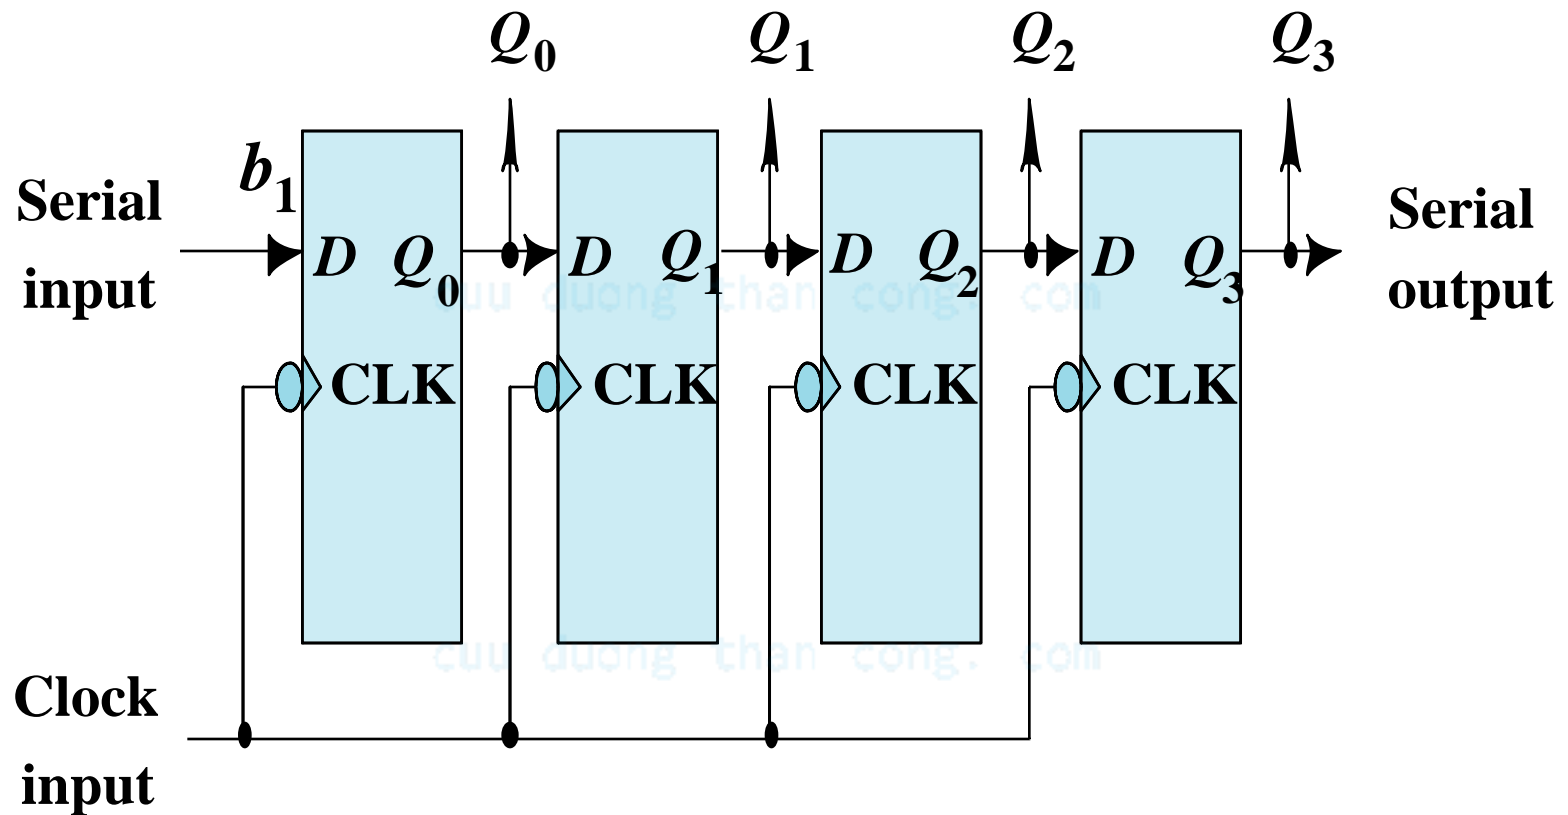 Q0 Q1 Q2 Q3
b1
Serial
input
D Q0 D Q1 D Q2 D Q3
Serial
output
cuu duong than cong. com
CLK CLK CLK CLK
cuu duong than cong. com
Clock
input